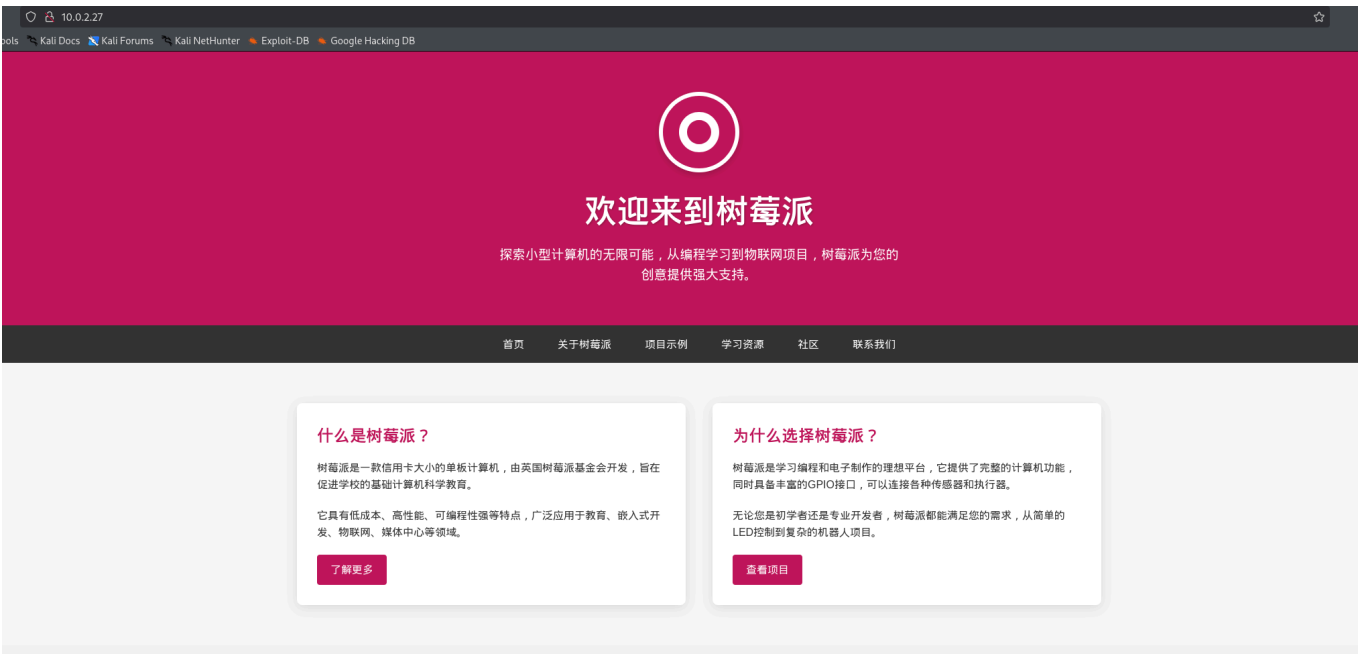 10.0.2.27
ools Kali Docs Kali Forums Kali NetHunter Exploit-DB Google Hacking DB
欢迎来到树莓派
探索小型计算机的无限可能，从编程学习到物联网项目，树莓派为您的
创意提供强大支持。
首页 关于树莓派 项目示例 学习资源 社区 联系我们
什么是树莓派？
树莓派是一款信用卡大小的单板计算机，由英国树莓派基金会开发，旨在
促进学校的基础计算机科学教育。
它具有低成本、高性能、可编程性强等特点，广泛应用于教育、嵌入式开
发、物联网、媒体中心等领域。
了解更多
为什么选择树莓派？
树莓派是学习编程和电子制作的理想平台，它提供了完整的计算机功能，
同时具备丰富的GPIO接口，可以连接各种传感器和执行器。
无论您是初学者还是专业开发者，树莓派都能满足您的需求，从简单的
LED控制到复杂的机器人项目。
查看项目